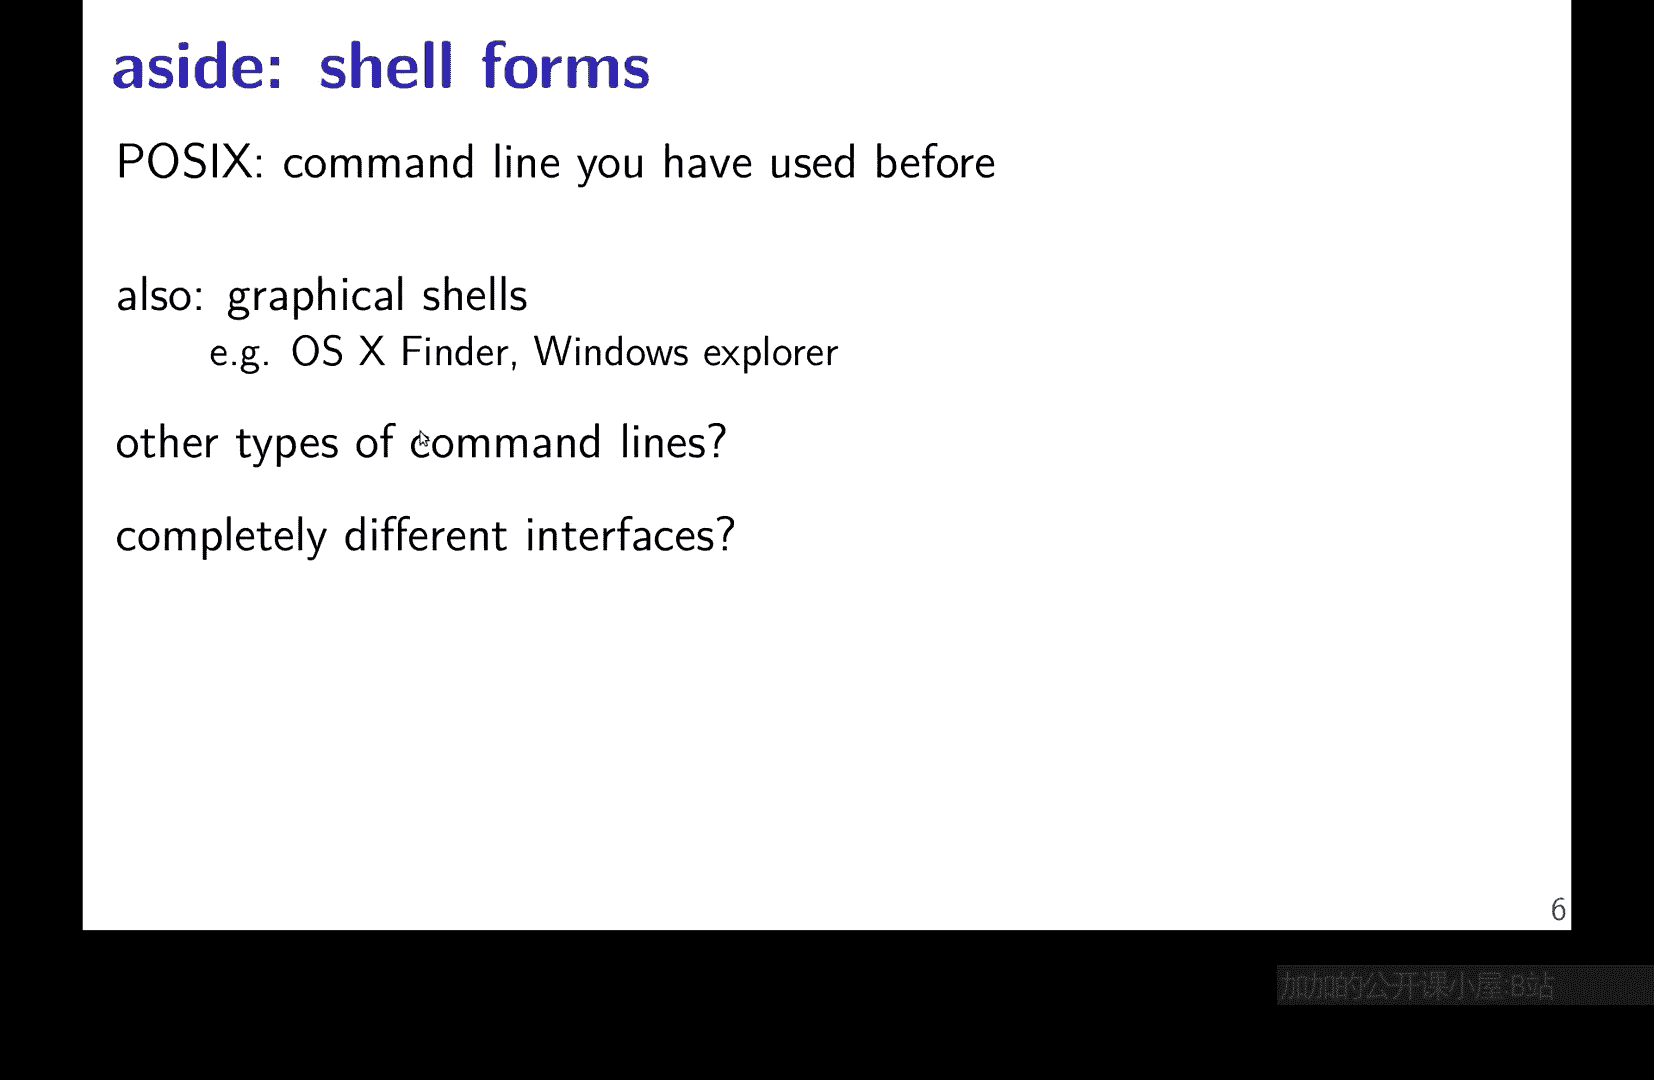 aside: shell forms
POSIX: command line you have used before
also: graphical shells
e.g. OS X Finder, Windows explorer
other types of command lines?
completely different interfaces?
6
加加的公开课小屋:B站